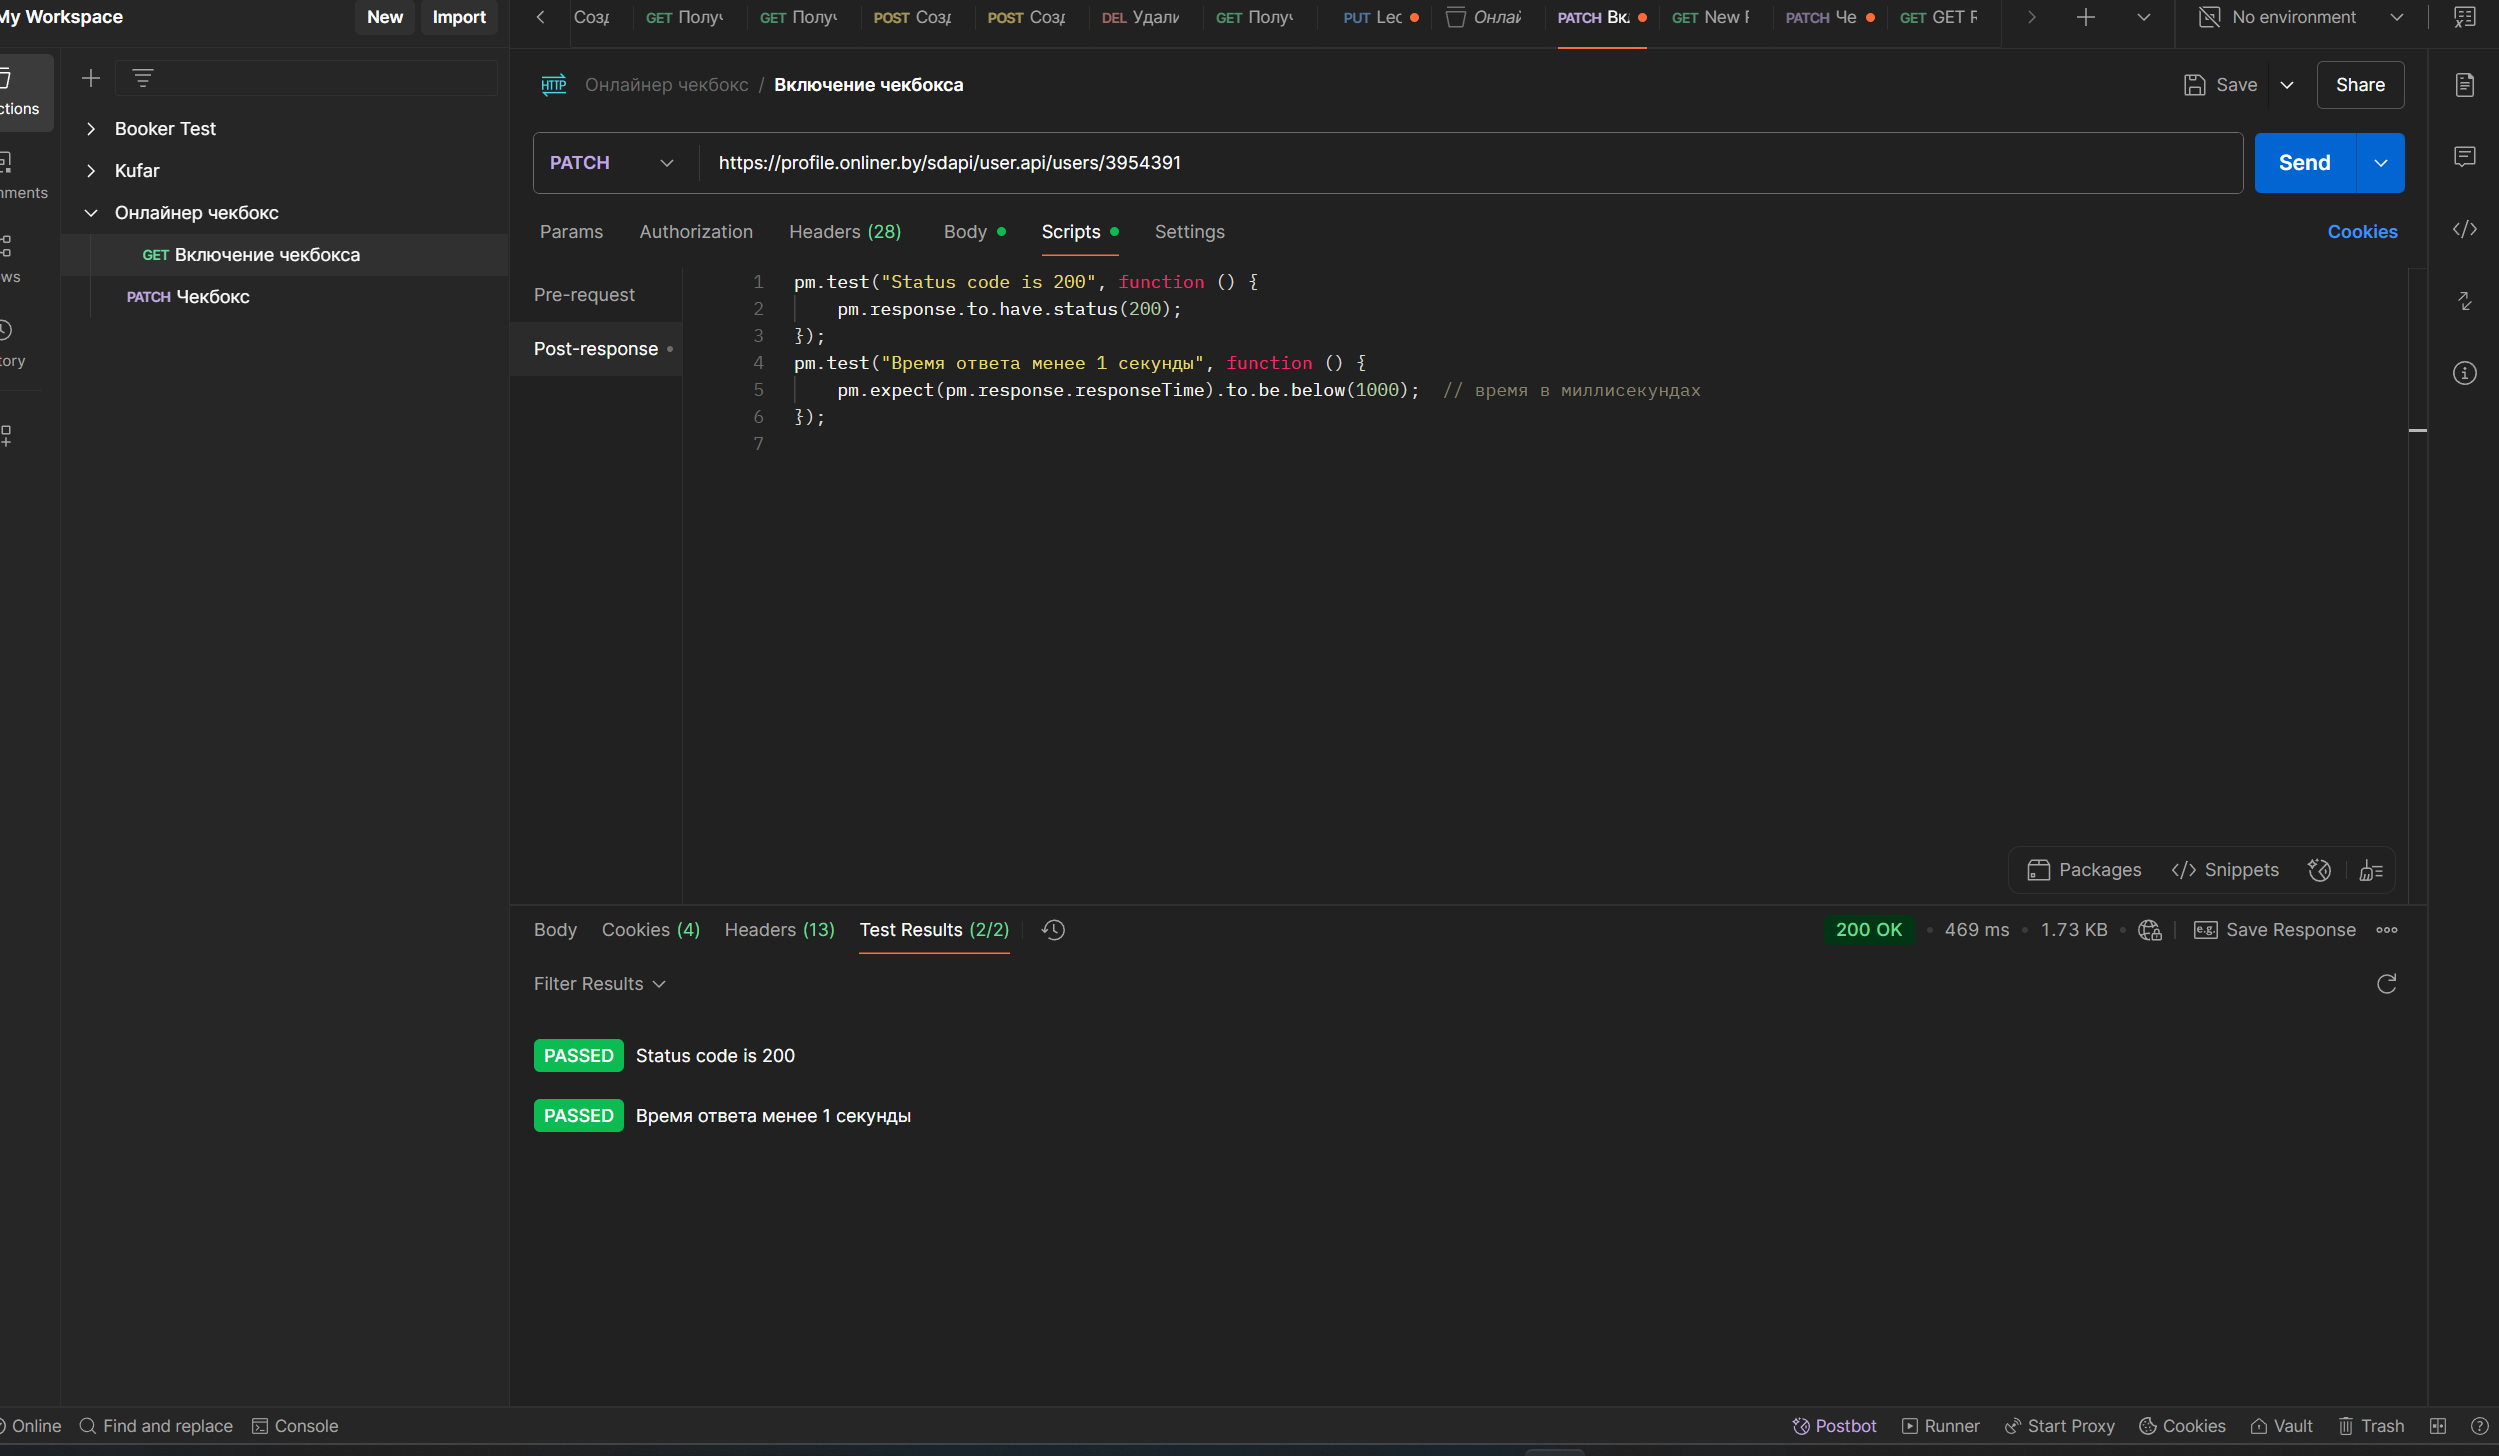 My Workspace
New
Import
Созд
GET Получ
GET Получ
POST Созд
POST Созд
DEL Удали
GET Получ
PUT Lec
Онлай
PATCH Вкл
GET New R
PATCH Че
GET GET R
No environment
Онлайнер чекбокс / Включение чекбокса
Save
Share
Booker Test
Kufar
Онлайнер чекбокс
GET Включение чекбокса
PATCH Чекбокс
PATCH
https://profile.onliner.by/sdapi/user.api/users/3954391
Send
Params
Authorization
Headers (28)
Body
Scripts
Settings
Cookies
Pre-request
Post-response
1 pm.test("Status code is 200", function () {
2 pm.response.to.have.status(200);
3 });
4 pm.test("Время ответа менее 1 секунды", function () {
5 pm.expect(pm.response.responseTime).to.be.below(1000); // время в миллисекундах
6 });
7
Packages
Snippets
Body
Cookies (4)
Headers (13)
Test Results (2/2)
200 OK
469 ms
1.73 KB
e.g. Save Response
Filter Results
PASSED Status code is 200
PASSED Время ответа менее 1 секунды
Online
Find and replace
Console
Postbot
Runner
Start Proxy
Cookies
Vault
Trash